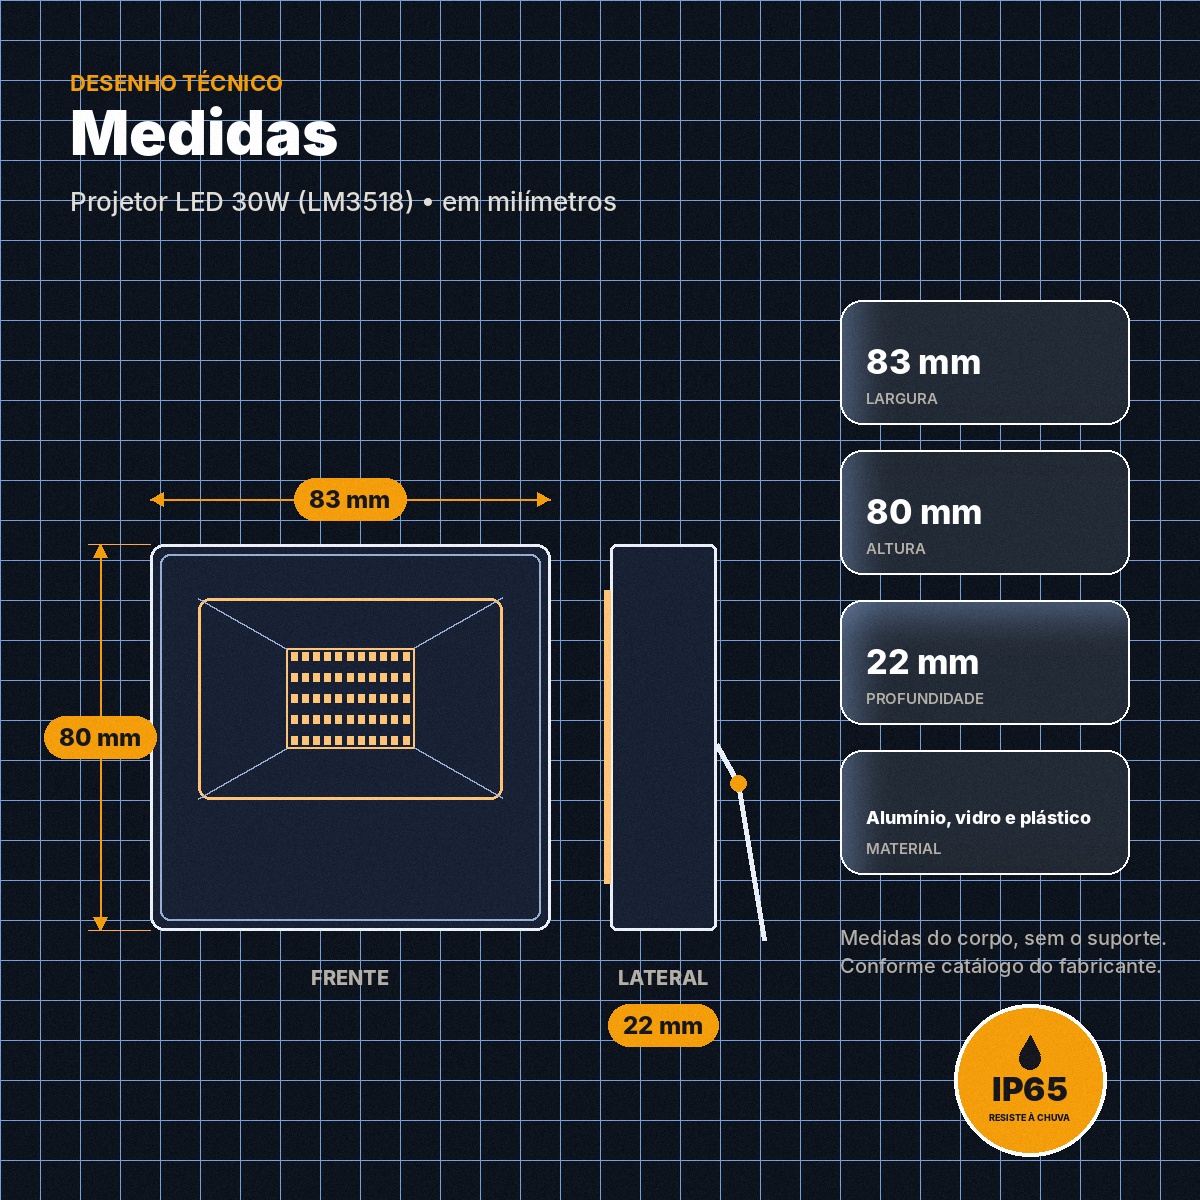 DESENHO TÉCNICO
Medidas
Projetor LED 30W (LM3518) • em milímetros
83 mm
LARGURA
80 mm
ALTURA
22 mm
PROFUNDIDADE
Alumínio, vidro e plástico
MATERIAL
83 mm
80 mm
FRENTE
LATERAL
22 mm
Medidas do corpo, sem o suporte.
Conforme catálogo do fabricante.
IP65
RESISTE À CHUVA